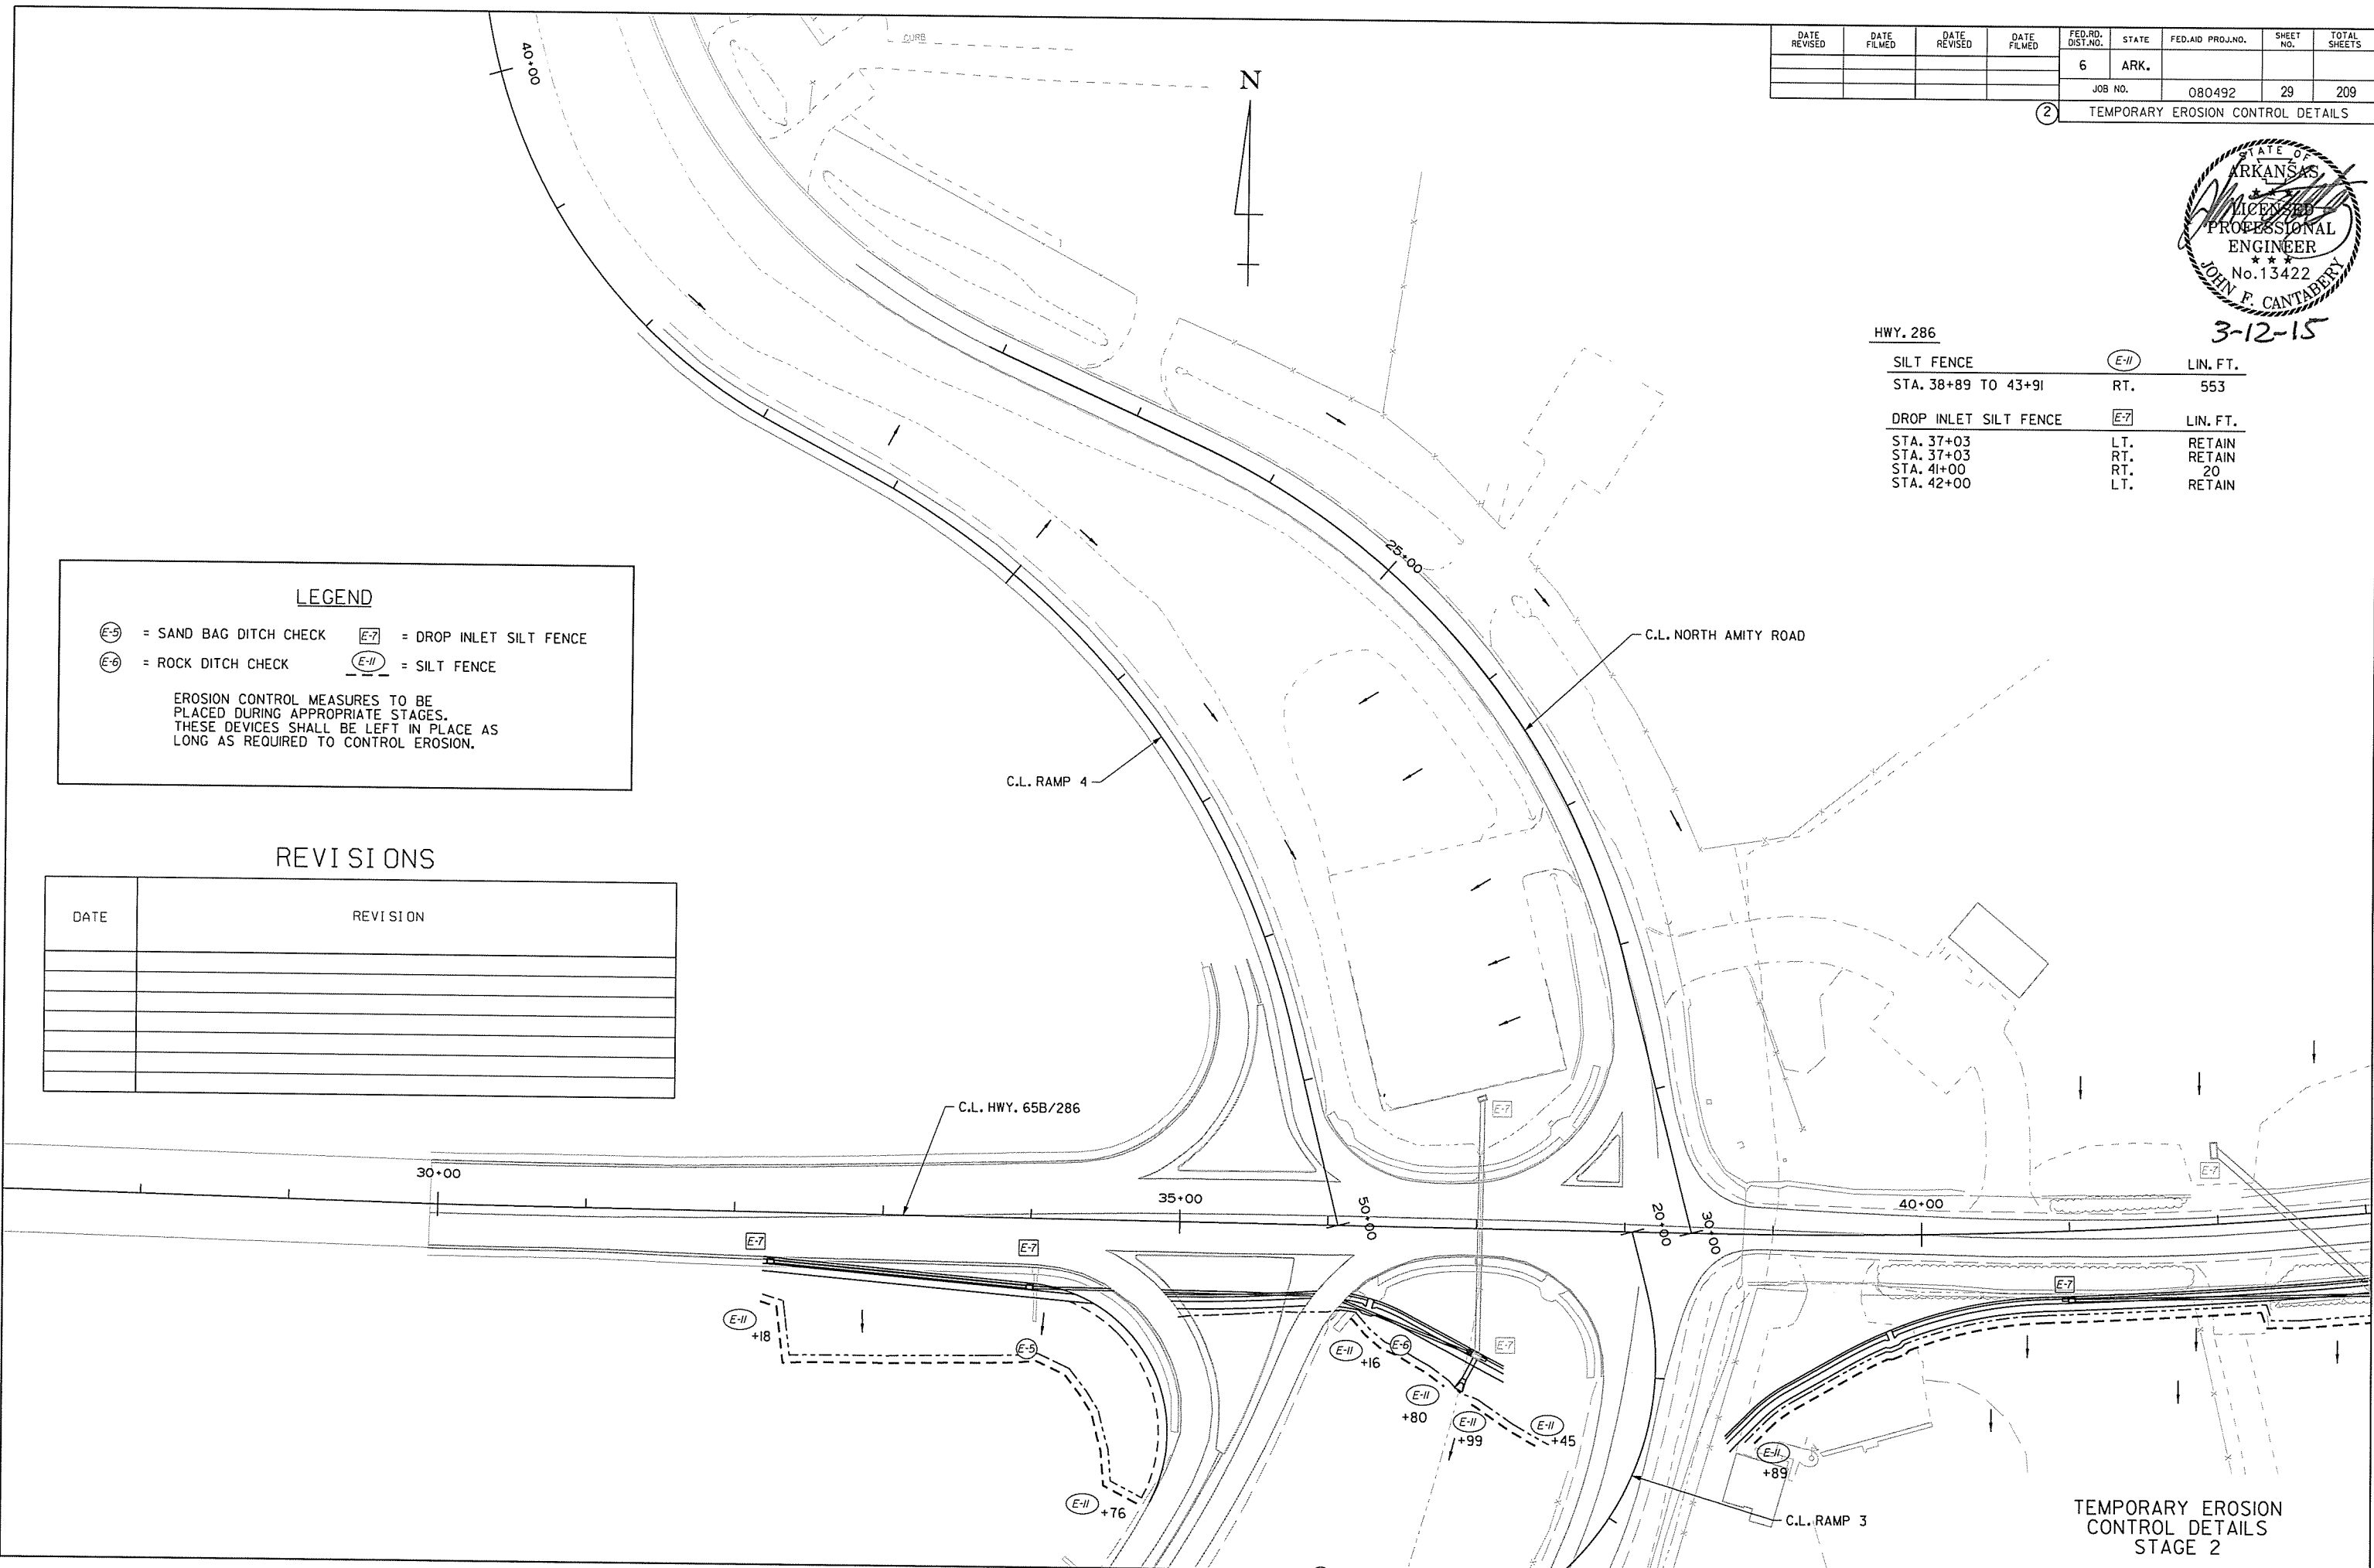 DATE REVISED
DATE FILMED
DATE REVISED
DATE FILMED
FED.RD. DIST.NO.
STATE
FED.AID PROJ.NO.
SHEET NO.
TOTAL SHEETS
6 ARK.
JOB NO. 080492 29 209
2 TEMPORARY EROSION CONTROL DETAILS
STATE OF
ARKANSAS
LICENSED
PROFESSIONAL
ENGINEER
No.13422
JOHN F. CANTABERY
3-12-15
CURB
40+00
N
HWY. 286
SILT FENCE E-11 LIN. FT.
STA. 38+89 TO 43+91 RT. 553
DROP INLET SILT FENCE E-7 LIN. FT.
STA. 37+03 LT. RETAIN
STA. 37+03 RT. RETAIN
STA. 41+00 RT. 20
STA. 42+00 LT. RETAIN
25+00
LEGEND
E-5 = SAND BAG DITCH CHECK E-7 = DROP INLET SILT FENCE
E-6 = ROCK DITCH CHECK E-11 = SILT FENCE
EROSION CONTROL MEASURES TO BE
PLACED DURING APPROPRIATE STAGES.
THESE DEVICES SHALL BE LEFT IN PLACE AS
LONG AS REQUIRED TO CONTROL EROSION.
C.L. NORTH AMITY ROAD
C.L. RAMP 4
REVISIONS
DATE REVISION
C.L. HWY. 65B/286
E-7
E-7
30+00
35+00
50+00
20+00
30+00
40+00
E-7
E-7
E-7
E-11
+18
E-5
E-11
+16
E-6
E-7
E-11
+80
E-11
+99
E-11
+45
E-11
+89
E-11
+76
C.L. RAMP 3
TEMPORARY EROSION
CONTROL DETAILS
STAGE 2